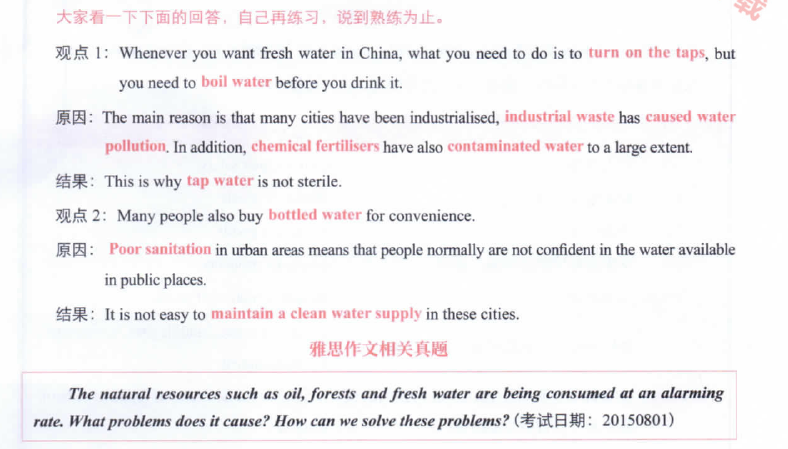 大家看一下下面的回答，自己再练习，说到熟练为止。
观点 1：Whenever you want fresh water in China, what you need to do is to turn on the taps, but
you need to boil water before you drink it.
原因：The main reason is that many cities have been industrialised, industrial waste has caused water
pollution. In addition, chemical fertilisers have also contaminated water to a large extent.
结果：This is why tap water is not sterile.
观点 2：Many people also buy bottled water for convenience.
原因：Poor sanitation in urban areas means that people normally are not confident in the water available
in public places.
结果：It is not easy to maintain a clean water supply in these cities.
雅思作文相关真题
The natural resources such as oil, forests and fresh water are being consumed at an alarming
rate. What problems does it cause? How can we solve these problems? (考试日期：20150801)